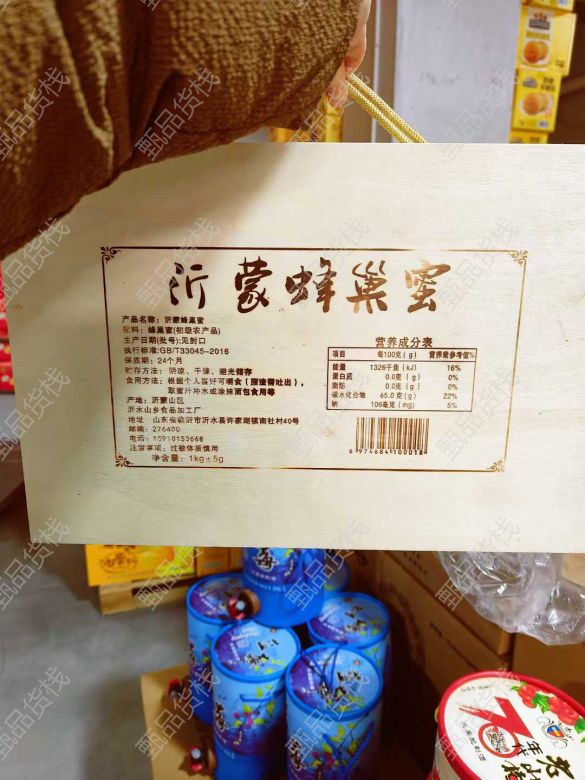 沂蒙蜂巢蜜
产品名称: 沂蒙蜂巢蜜
配料: 蜂巢蜜(初级农产品)
生产日期(批号):见封口
执行标准:GB/T33045-2016
保质期: 24个月
贮存方法: 阴凉、干燥、避光储存
食用方法: 根据个人喜好可嚼食(腊渣需吐出),
取蜜汁冲水或涂抹面包食用等
产地: 沂蒙山区
沂水山乡食品加工厂
地址: 山东省临沂市沂水县许家湖镇南社村40号
邮编: 276400
电话: 15910153668
注意事项: 过敏体质慎用
净含量: 1kg±5g
营养成分表
项目 每100克(g) 营养素参考值%
能量 1326千焦(kJ) 16%
蛋白质 0.0克(g) 0%
脂肪 0.0克(g) 0%
碳水化合物 65.0克(g) 22%
钠 106毫克(mg) 5%
6974684100018
甄品货栈